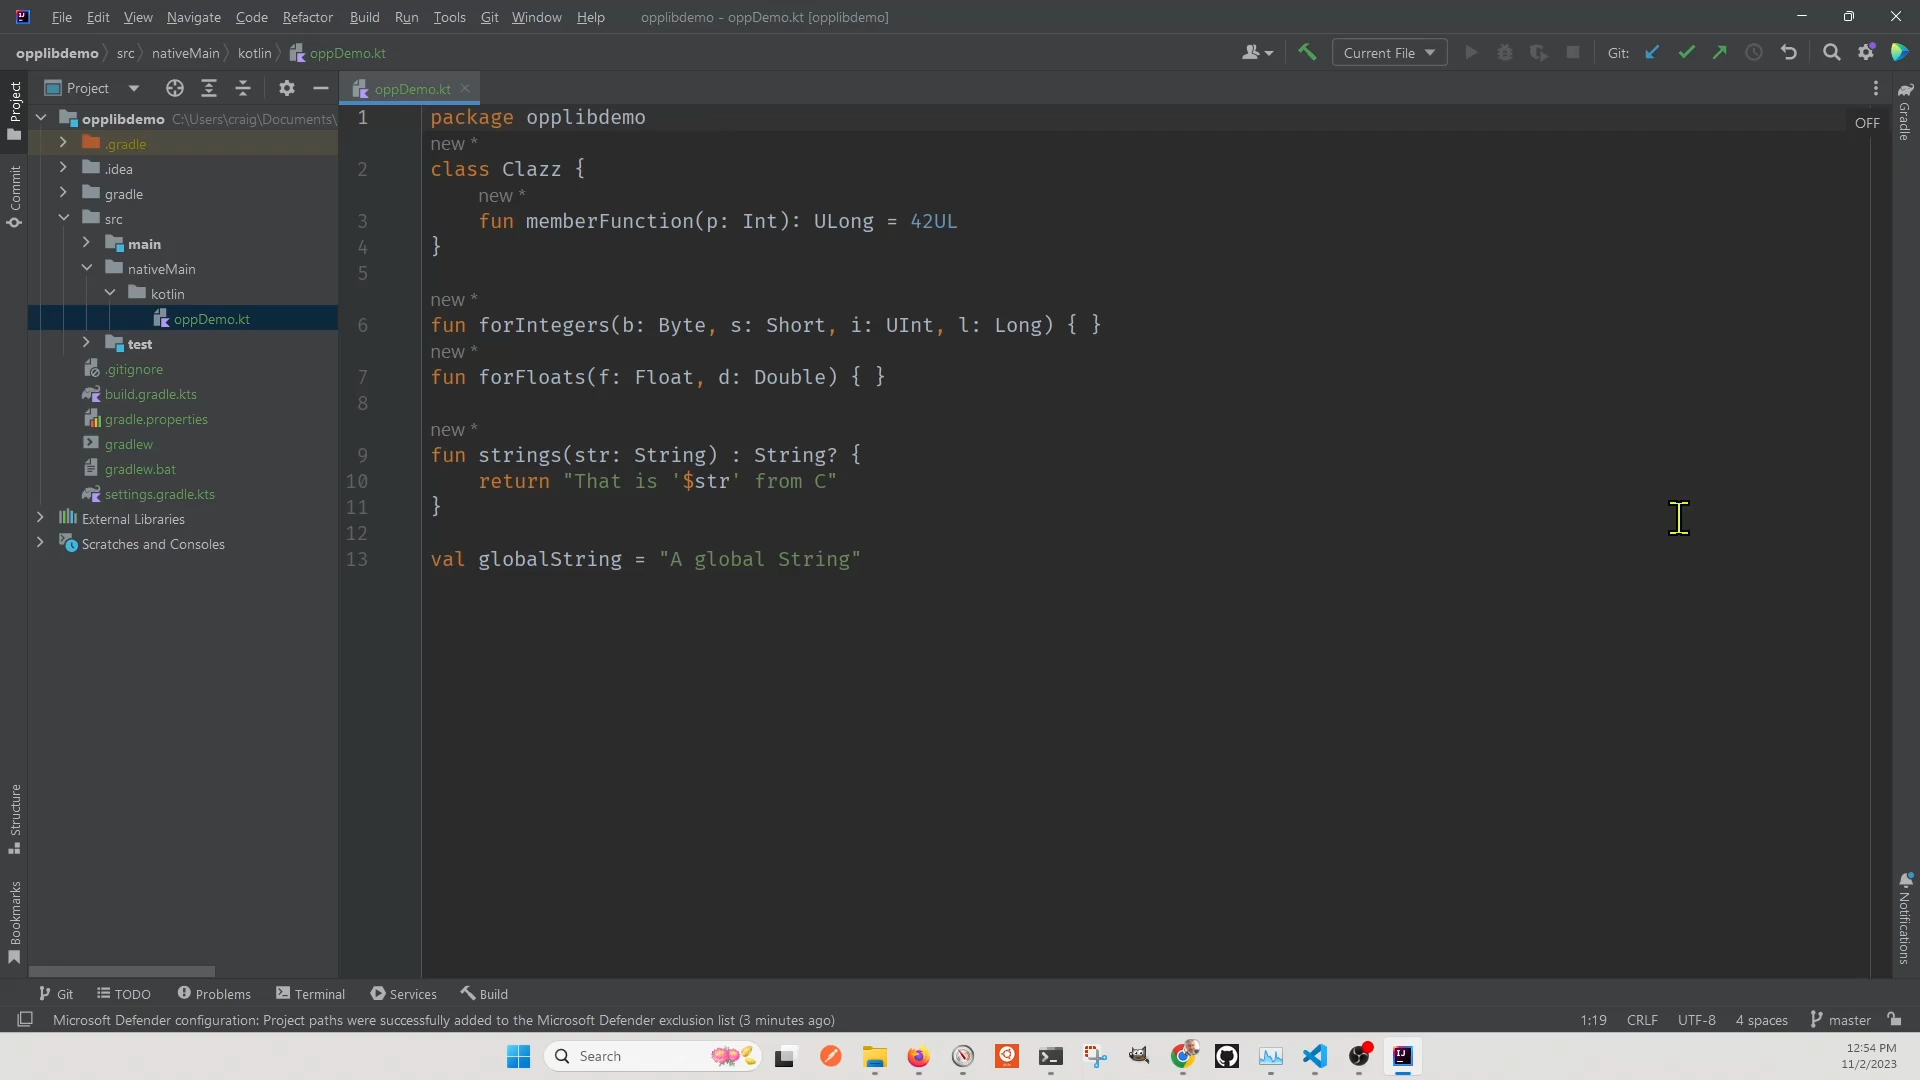 File Edit View Navigate Code Refactor Build Run Tools Git Window Help opplibdemo - oppDemo.kt [opplibdemo]
opplibdemo src nativeMain kotlin oppDemo.kt Current File Git:
Project oppDemo.kt
Project
Commit
Structure
Bookmarks
opplibdemo C:\Users\craig\Documents\
.gradle
.idea
gradle
src
main
nativeMain
kotlin
oppDemo.kt
test
.gitignore
build.gradle.kts
gradle.properties
gradlew
gradlew.bat
settings.gradle.kts
External Libraries
Scratches and Consoles
1 package opplibdemo
new *
2 class Clazz {
new *
3 fun memberFunction(p: Int): ULong = 42UL
4 }
5
new *
6 fun forIntegers(b: Byte, s: Short, i: UInt, l: Long) { }
new *
7 fun forFloats(f: Float, d: Double) { }
8
new *
9 fun strings(str: String) : String? {
10 return "That is '$str' from C"
11 }
12
13 val globalString = "A global String"
OFF
Gradle
Notifications
Git TODO Problems Terminal Services Build
Microsoft Defender configuration: Project paths were successfully added to the Microsoft Defender exclusion list (3 minutes ago) 1:19 CRLF UTF-8 4 spaces master
Search
12:54 PM
11/2/2023